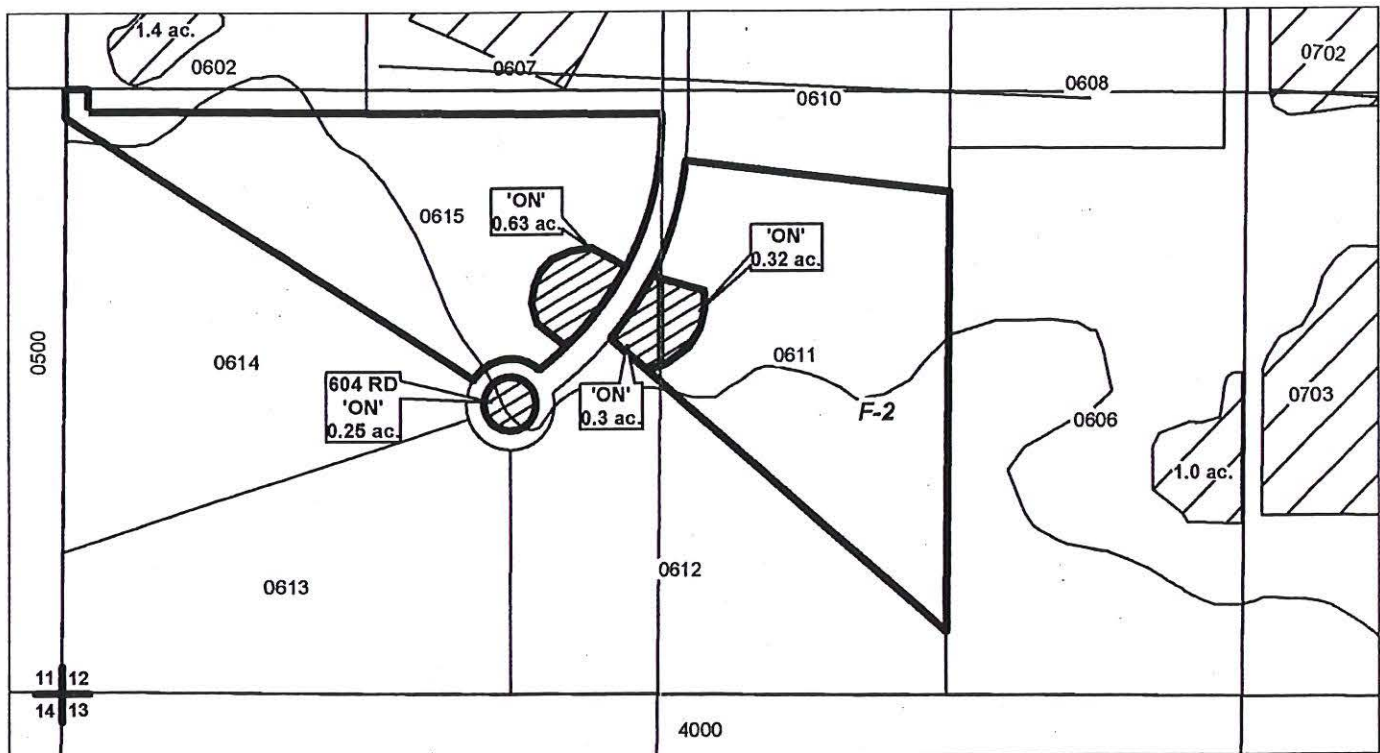 1.4 ac.
0602
0607
0610
0608
0702
0615
'ON'
0.63 ac.
'ON'
0.32 ac.
0500
0614
604 RD
'ON'
0.25 ac.
'ON'
0.3 ac.
0611
F-2
0606
0703
1.0 ac.
0613
0612
11 12
14 13
4000